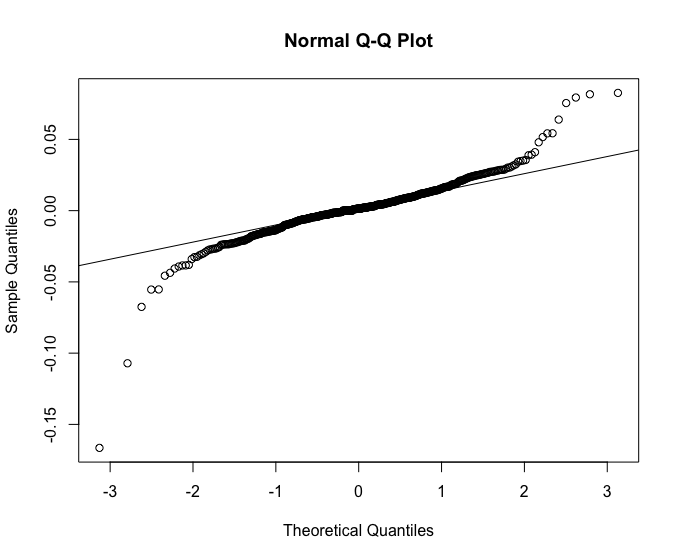 Normal Q-Q Plot
0.05
0.00
-0.05
-0.10
-0.15
Sample Quantiles
-3 -2 -1 0 1 2 3
Theoretical Quantiles